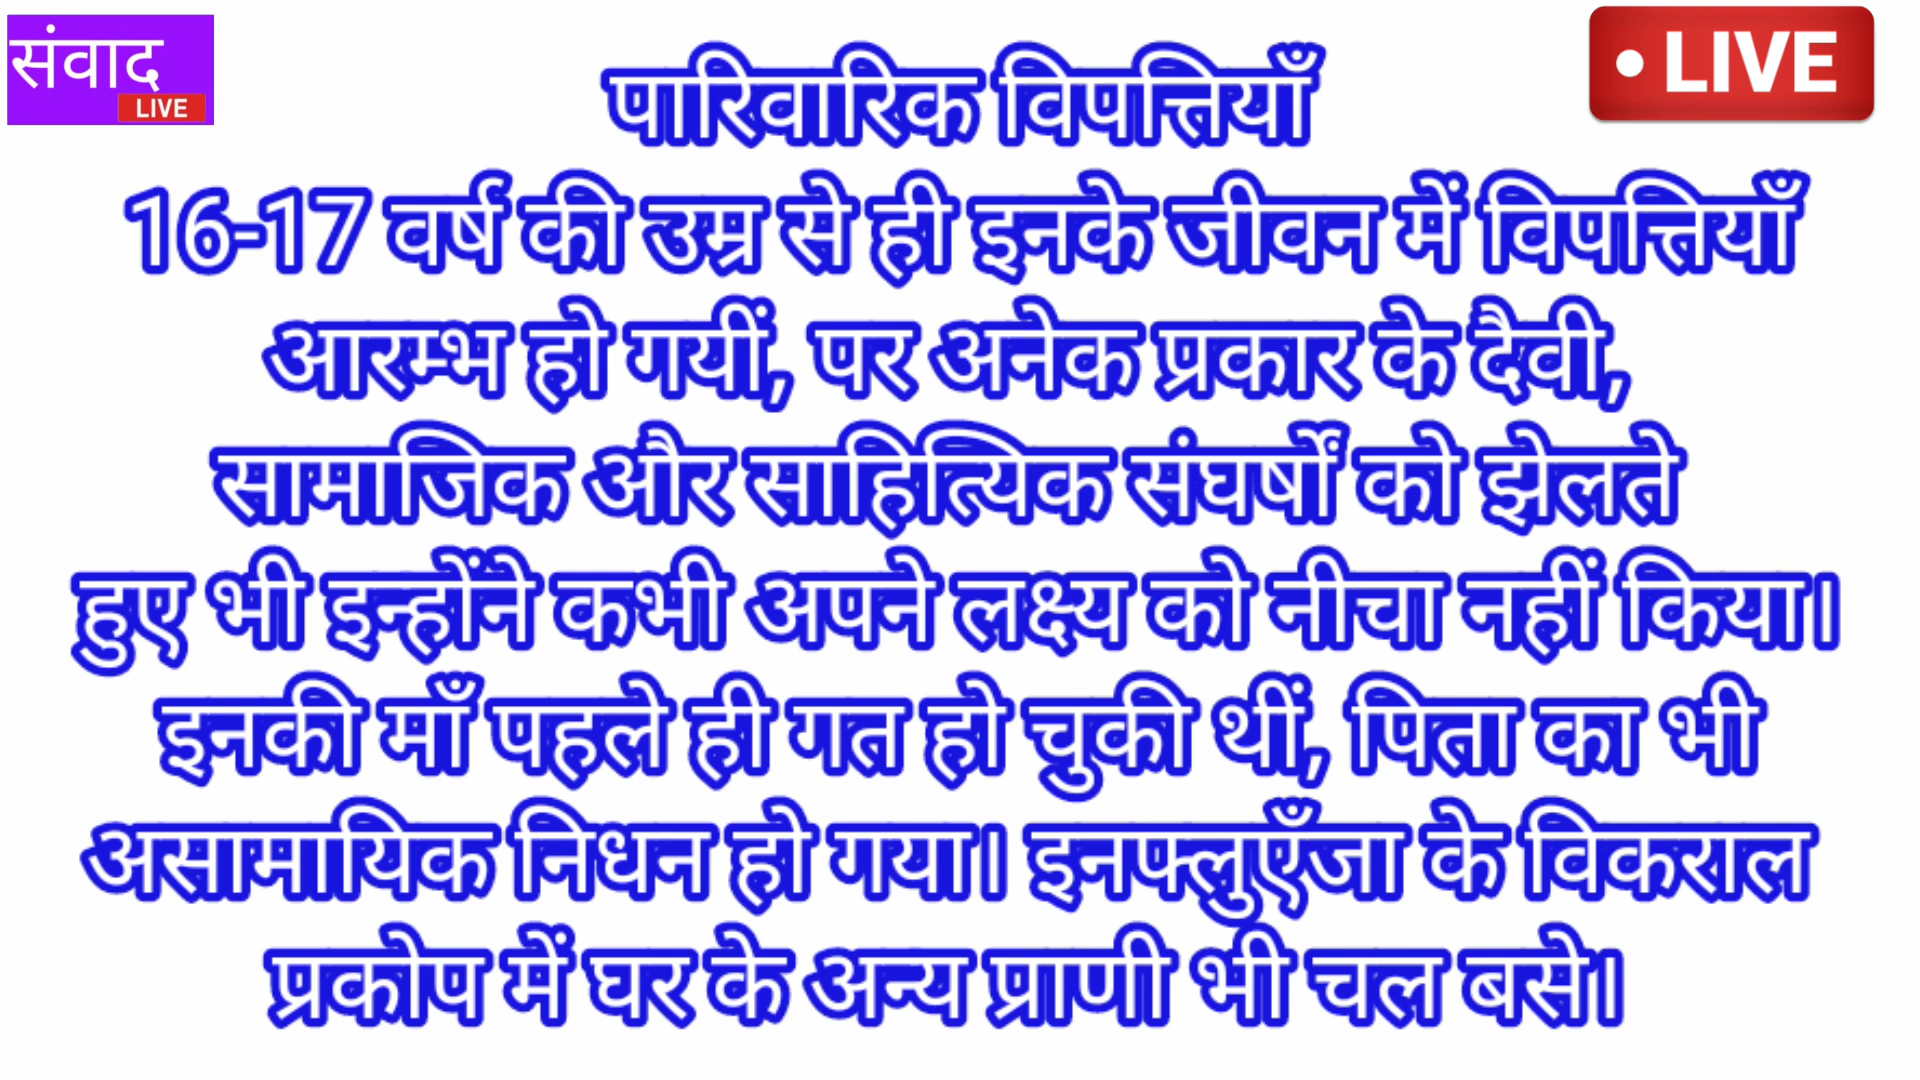 संवाद
LIVE
• LIVE
पारिवारिक विपत्तियाँ
16-17 वर्ष की उम्र से ही इनके जीवन में विपत्तियाँ
आरम्भ हो गयीं, पर अनेक प्रकार के दैवी,
सामाजिक और साहित्यिक संघर्षों को झेलते
हुए भी इन्होंने कभी अपने लक्ष्य को नीचा नहीं किया।
इनकी माँ पहले ही गत हो चुकी थीं, पिता का भी
असामायिक निधन हो गया। इनफ्लुएँजा के विकराल
प्रकोप में घर के अन्य प्राणी भी चल बसे।